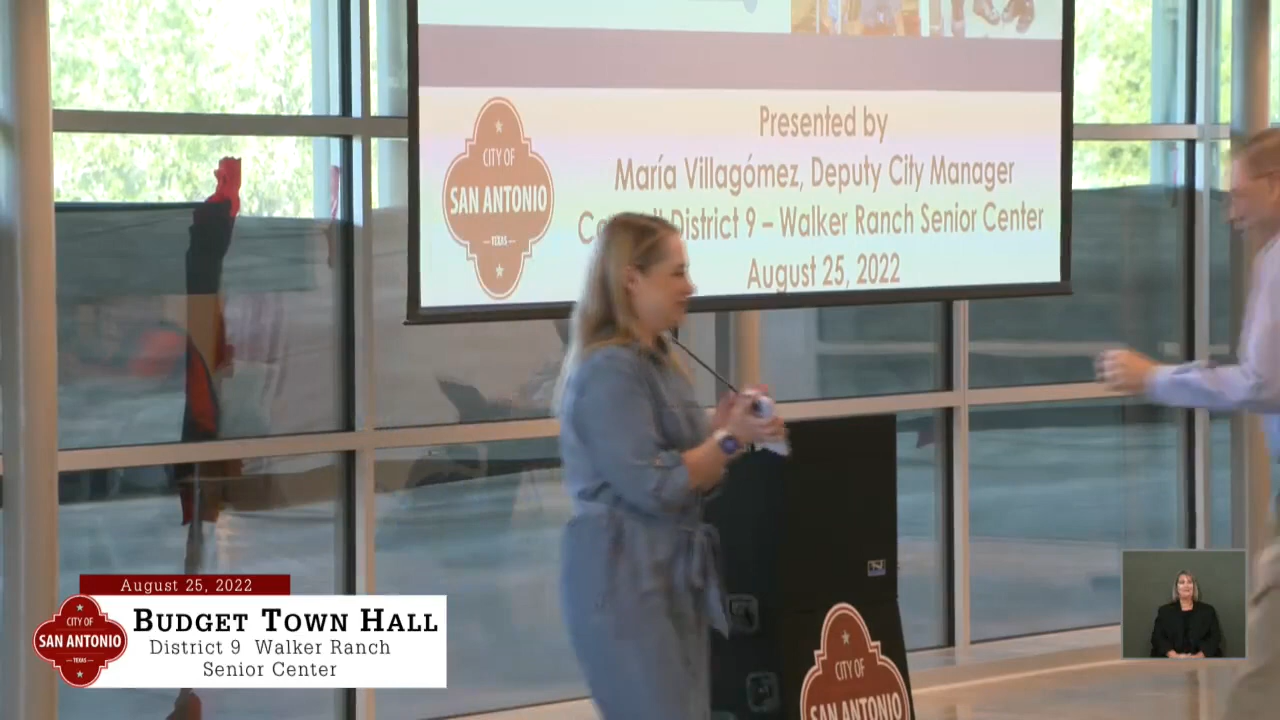 Presented by
María Villagómez, Deputy City Manager
District 9 – Walker Ranch Senior Center
August 25, 2022
CITY OF
SAN ANTONIO
TEXAS
August 25, 2022
BUDGET TOWN HALL
District 9 Walker Ranch
Senior Center
CITY OF
SAN ANTONIO
TEXAS
CITY OF
SAN ANTONIO